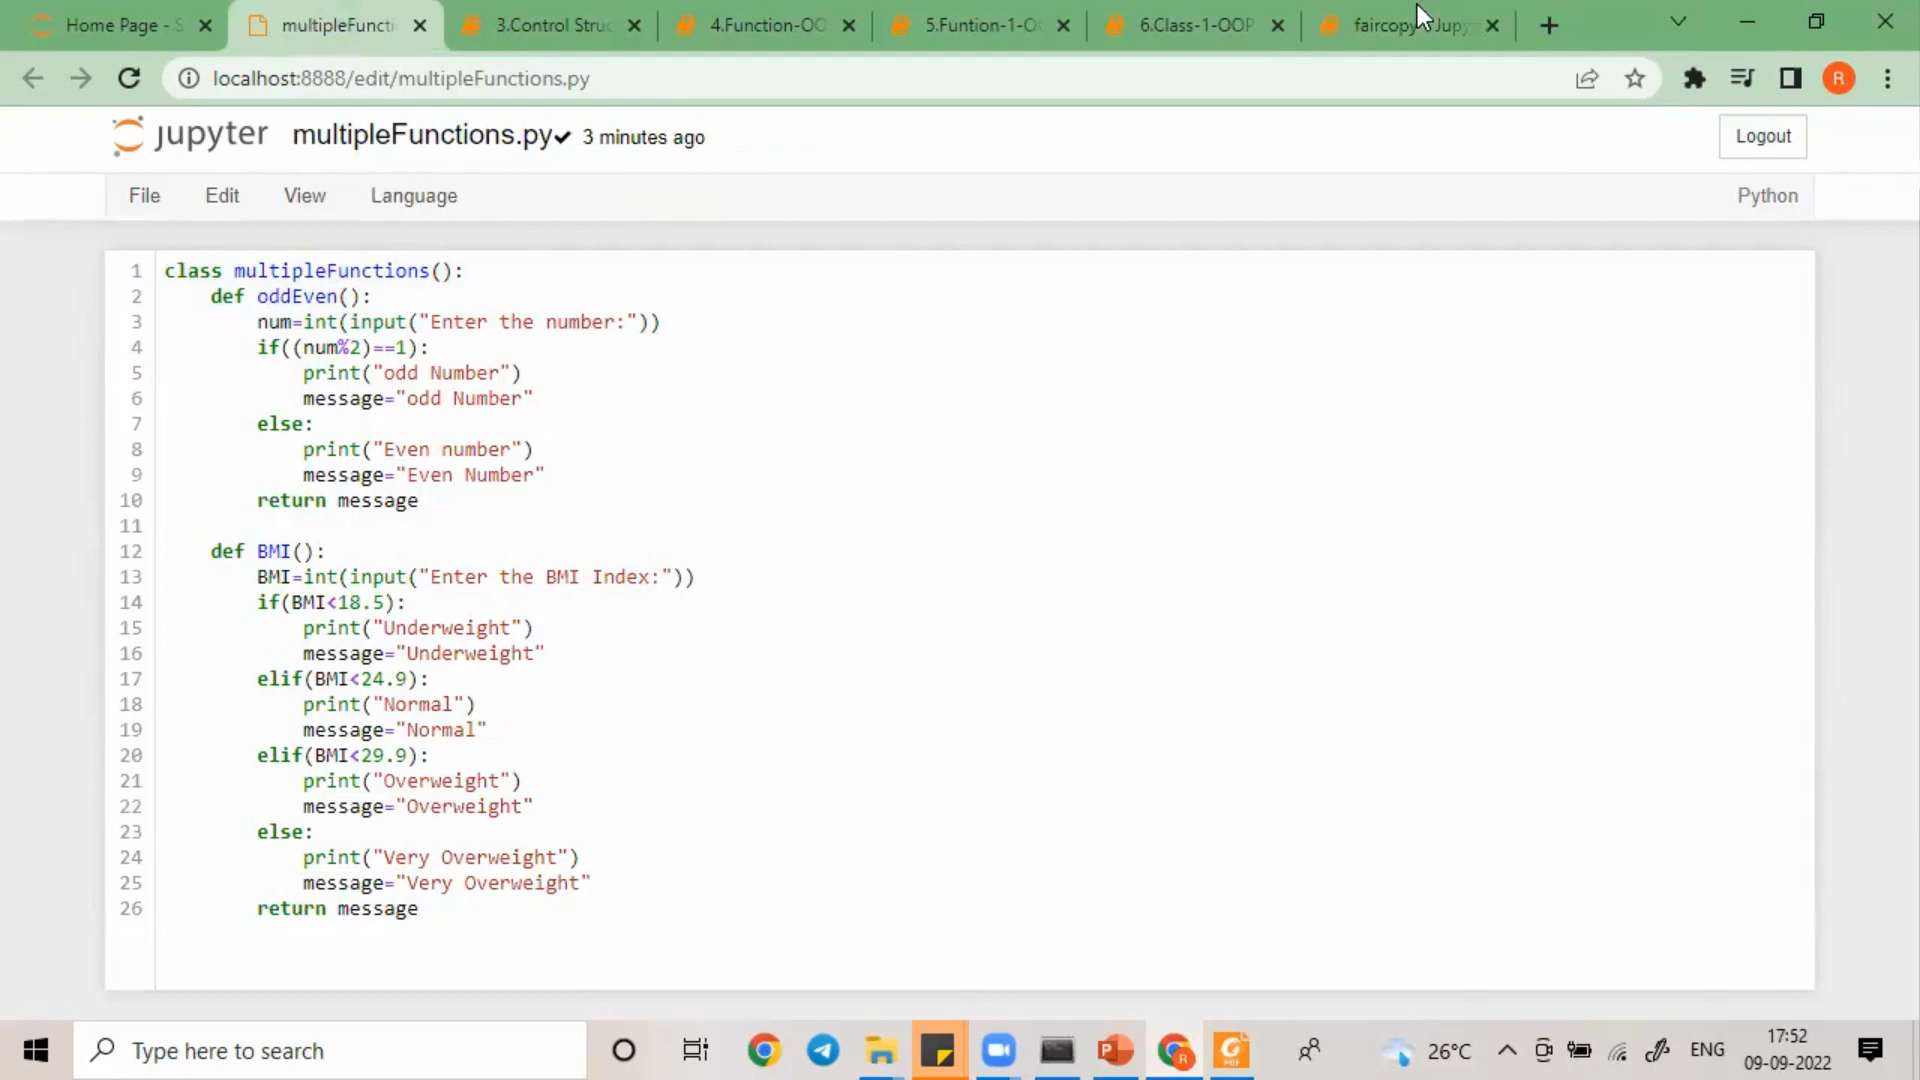 Home Page - S
multipleFuncti
3.Control Struc
4.Function-OO
5.Funtion-1-O
6.Class-1-OOP
faircopy - Jupy
localhost:8888/edit/multipleFunctions.py
R
jupyter multipleFunctions.py 3 minutes ago
Logout
File Edit View Language
Python
1 class multipleFunctions():
2 def oddEven():
3 num=int(input("Enter the number:"))
4 if((num%2)==1):
5 print("odd Number")
6 message="odd Number"
7 else:
8 print("Even number")
9 message="Even Number"
10 return message
11
12 def BMI():
13 BMI=int(input("Enter the BMI Index:"))
14 if(BMI<18.5):
15 print("Underweight")
16 message="Underweight"
17 elif(BMI<24.9):
18 print("Normal")
19 message="Normal"
20 elif(BMI<29.9):
21 print("Overweight")
22 message="Overweight"
23 else:
24 print("Very Overweight")
25 message="Very Overweight"
26 return message
Type here to search
26°C
ENG
17:52
09-09-2022